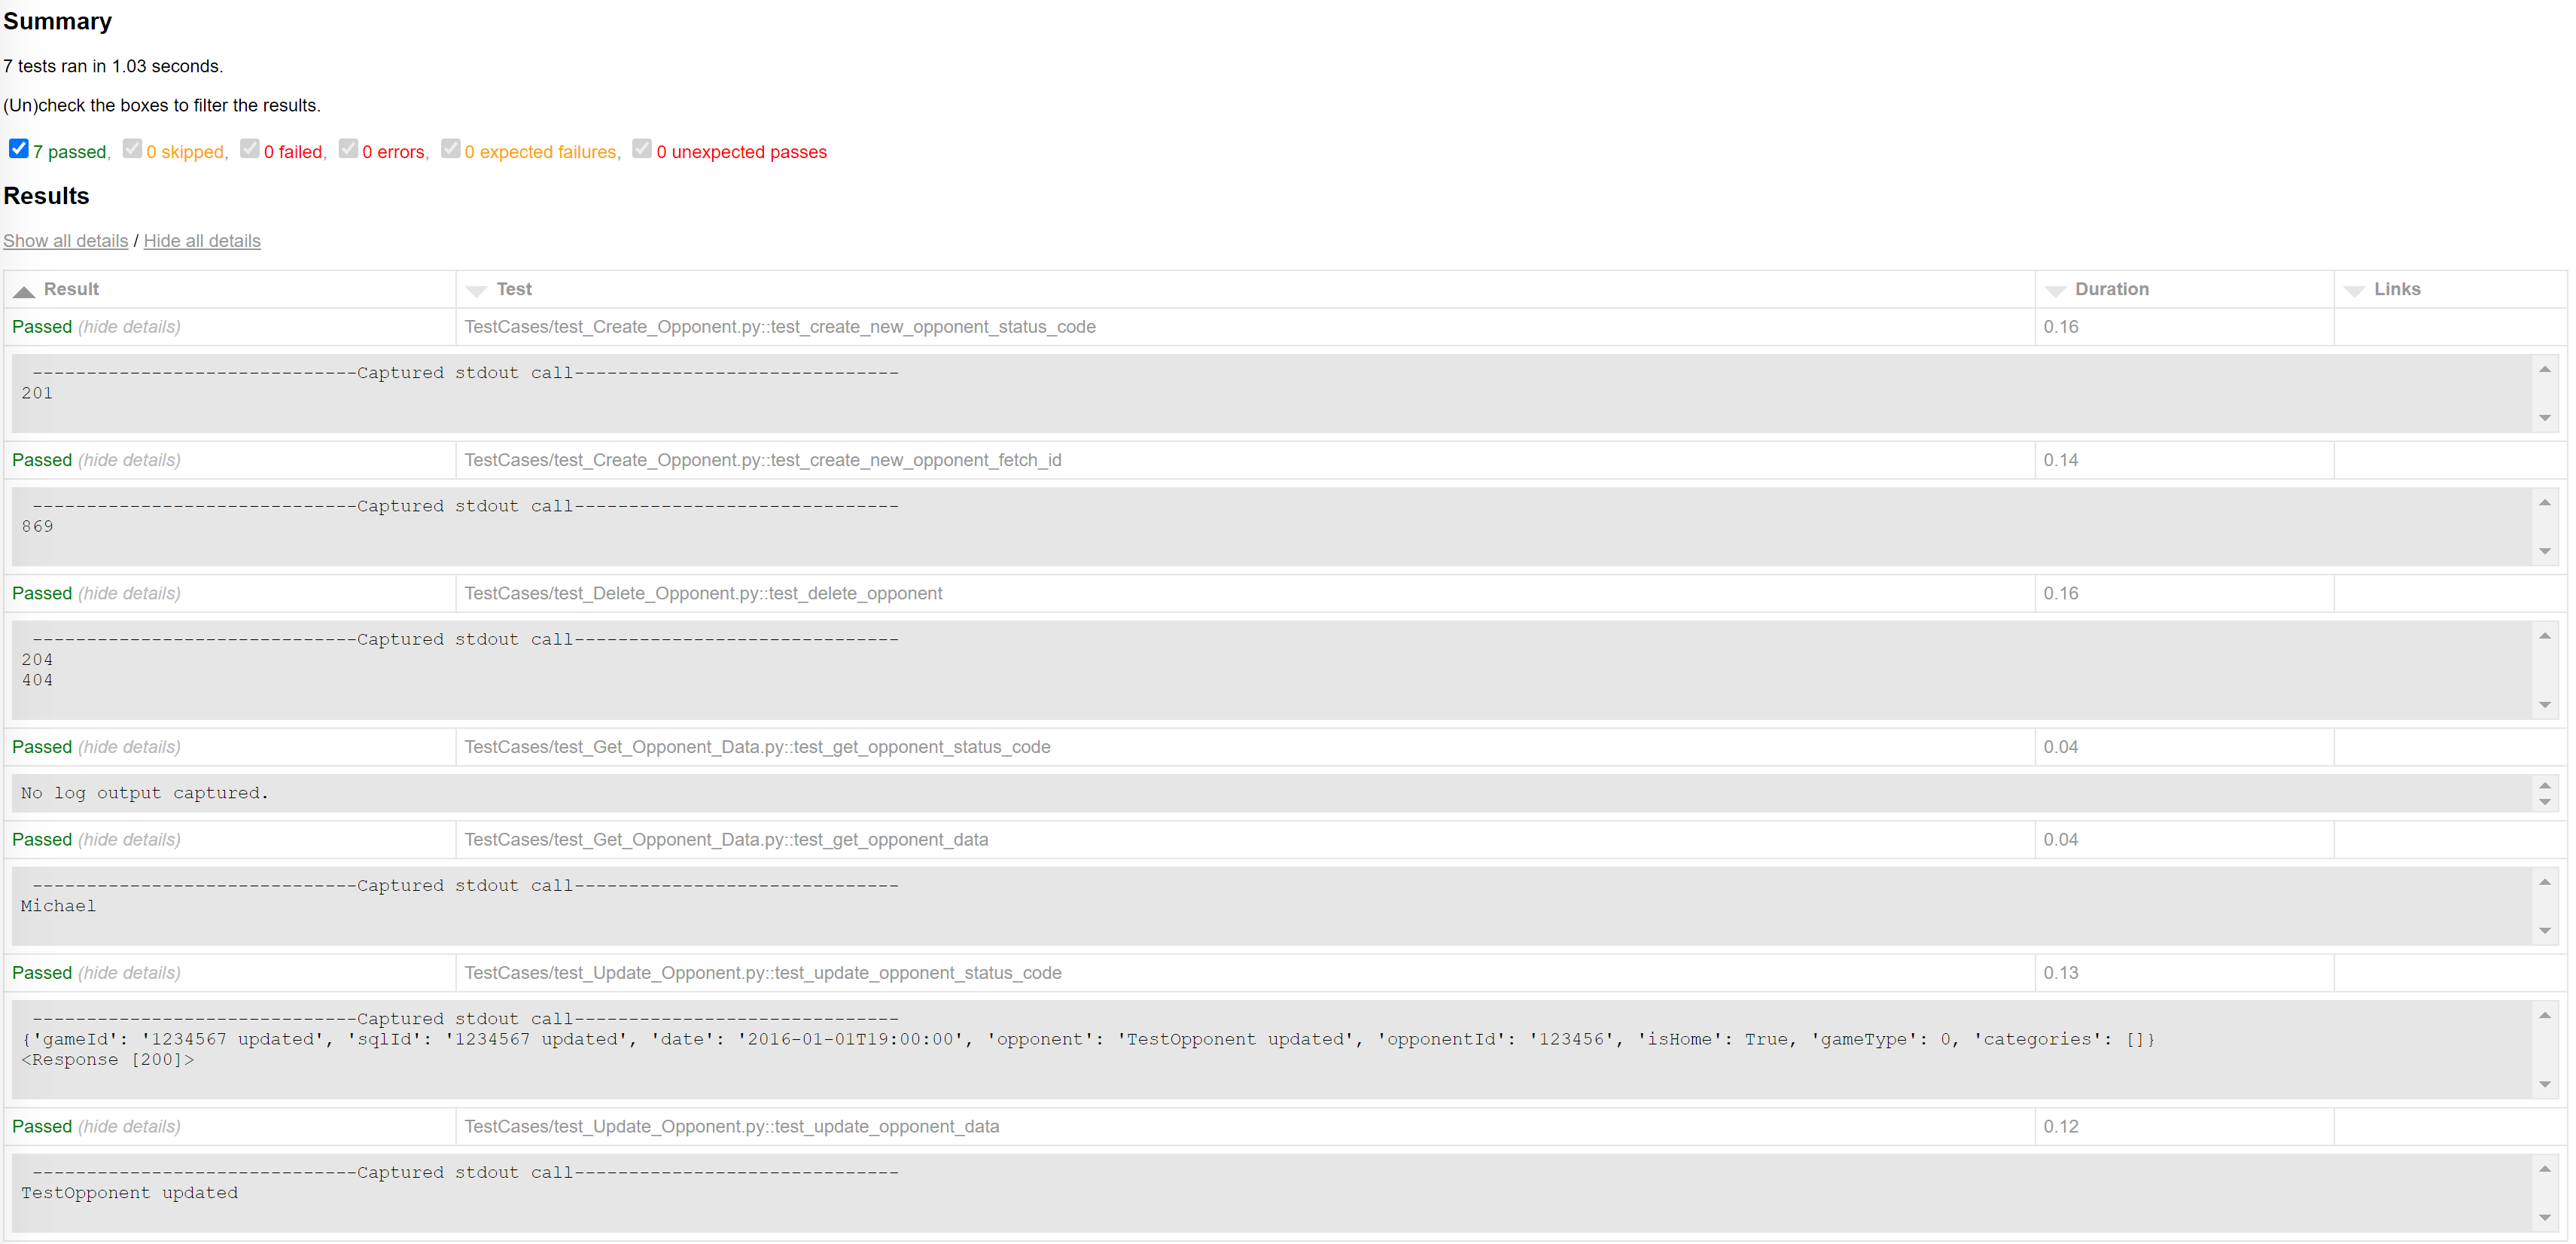 Summary
7 tests ran in 1.03 seconds.
(Un)check the boxes to filter the results.
7 passed, 0 skipped, 0 failed, 0 errors, 0 expected failures, 0 unexpected passes
Results
Show all details / Hide all details
Result Test Duration Links
Passed (hide details) TestCases/test_Create_Opponent.py::test_create_new_opponent_status_code 0.16
------------------------------Captured stdout call------------------------------
201
Passed (hide details) TestCases/test_Create_Opponent.py::test_create_new_opponent_fetch_id 0.14
------------------------------Captured stdout call------------------------------
869
Passed (hide details) TestCases/test_Delete_Opponent.py::test_delete_opponent 0.16
------------------------------Captured stdout call------------------------------
204
404
Passed (hide details) TestCases/test_Get_Opponent_Data.py::test_get_opponent_status_code 0.04
No log output captured.
Passed (hide details) TestCases/test_Get_Opponent_Data.py::test_get_opponent_data 0.04
------------------------------Captured stdout call------------------------------
Michael
Passed (hide details) TestCases/test_Update_Opponent.py::test_update_opponent_status_code 0.13
------------------------------Captured stdout call------------------------------
{'gameId': '1234567 updated', 'sqlId': '1234567 updated', 'date': '2016-01-01T19:00:00', 'opponent': 'TestOpponent updated', 'opponentId': '123456', 'isHome': True, 'gameType': 0, 'categories': []}
<Response [200]>
Passed (hide details) TestCases/test_Update_Opponent.py::test_update_opponent_data 0.12
------------------------------Captured stdout call------------------------------
TestOpponent updated